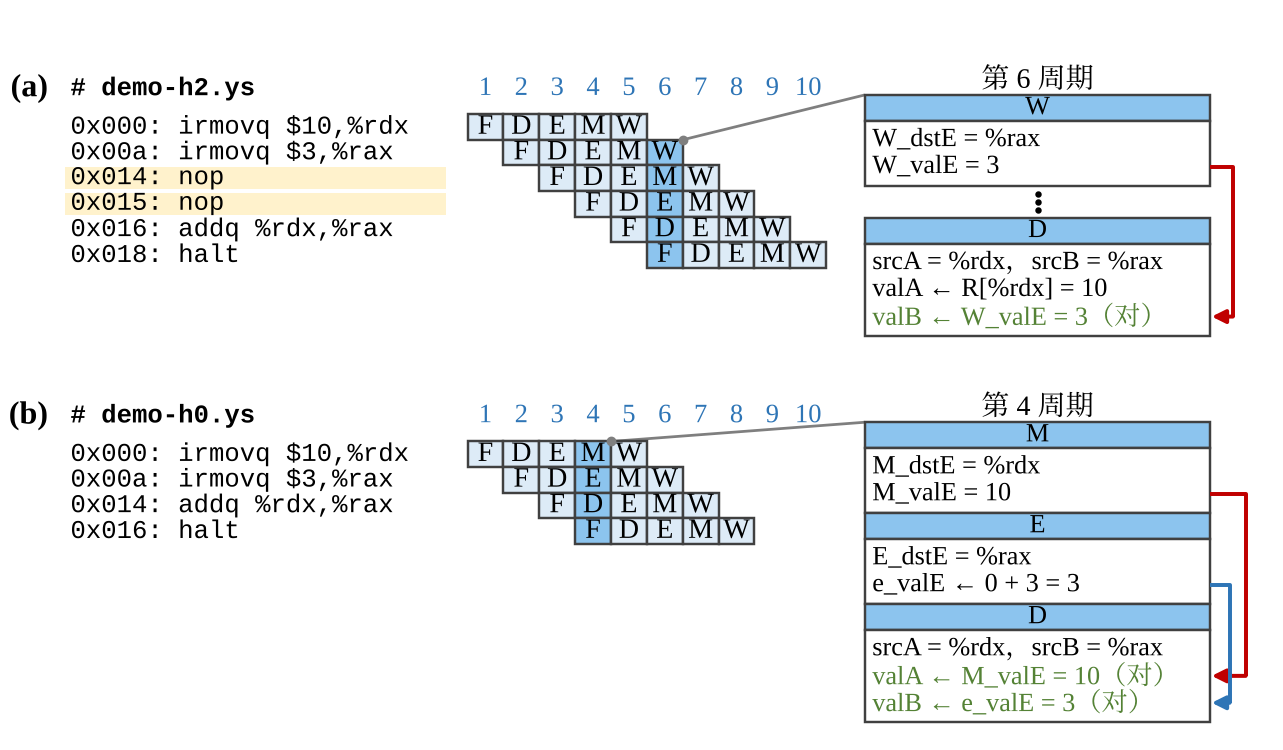 (a) # demo-h2.ys
0x000: irmovq $10,%rdx
0x00a: irmovq $3,%rax
0x014: nop
0x015: nop
0x016: addq %rdx,%rax
0x018: halt
1 2 3 4 5 6 7 8 9 10
F D E M W
F D E M W
F D E M W
F D E M W
F D E M W
F D E M W
第 6 周期
W
W_dstE = %rax
W_valE = 3
D
srcA = %rdx, srcB = %rax
valA ← R[%rdx] = 10
valB ← W_valE = 3（对）
(b) # demo-h0.ys
0x000: irmovq $10,%rdx
0x00a: irmovq $3,%rax
0x014: addq %rdx,%rax
0x016: halt
1 2 3 4 5 6 7 8 9 10
F D E M W
F D E M W
F D E M W
F D E M W
第 4 周期
M
M_dstE = %rdx
M_valE = 10
E
E_dstE = %rax
e_valE ← 0 + 3 = 3
D
srcA = %rdx, srcB = %rax
valA ← M_valE = 10（对）
valB ← e_valE = 3（对）